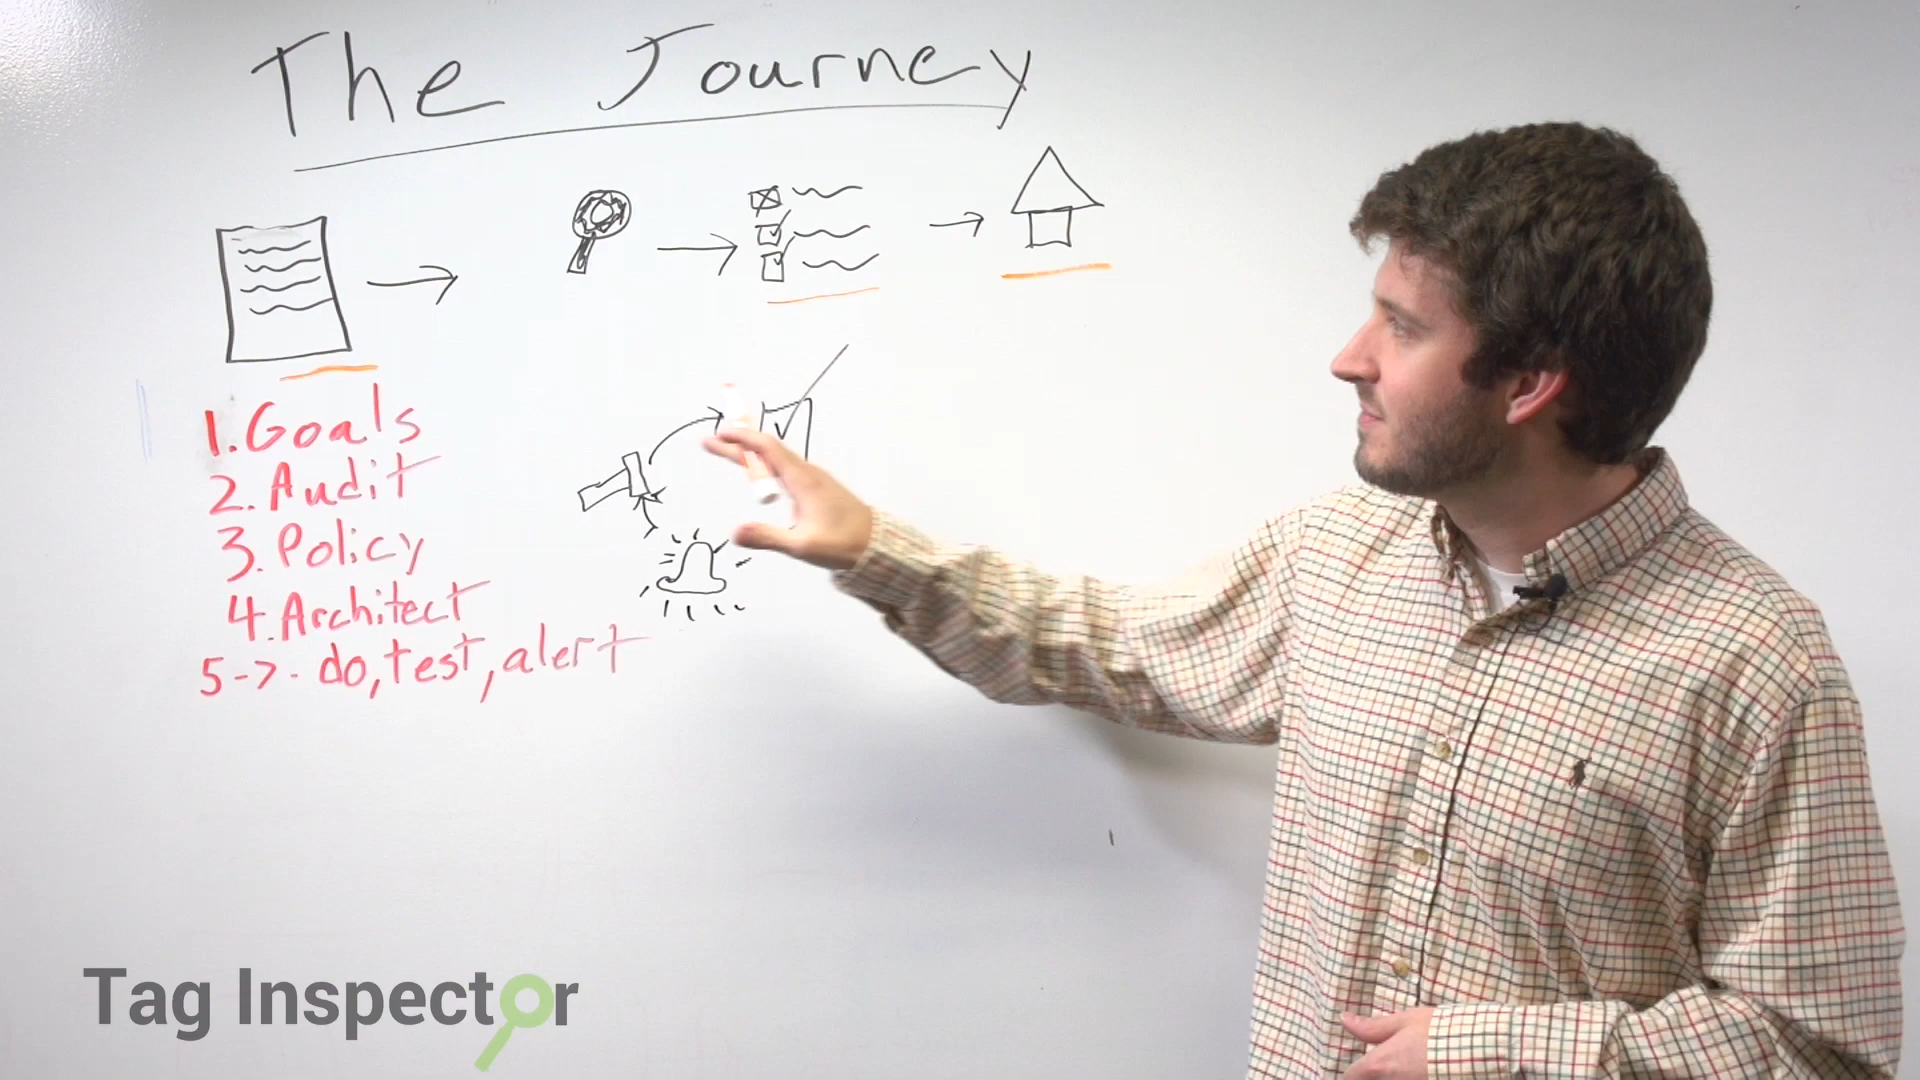 The Journey
1. Goals
2. Audit
3. Policy
4. Architect
5 -> - do, test, alert
Tag Inspector